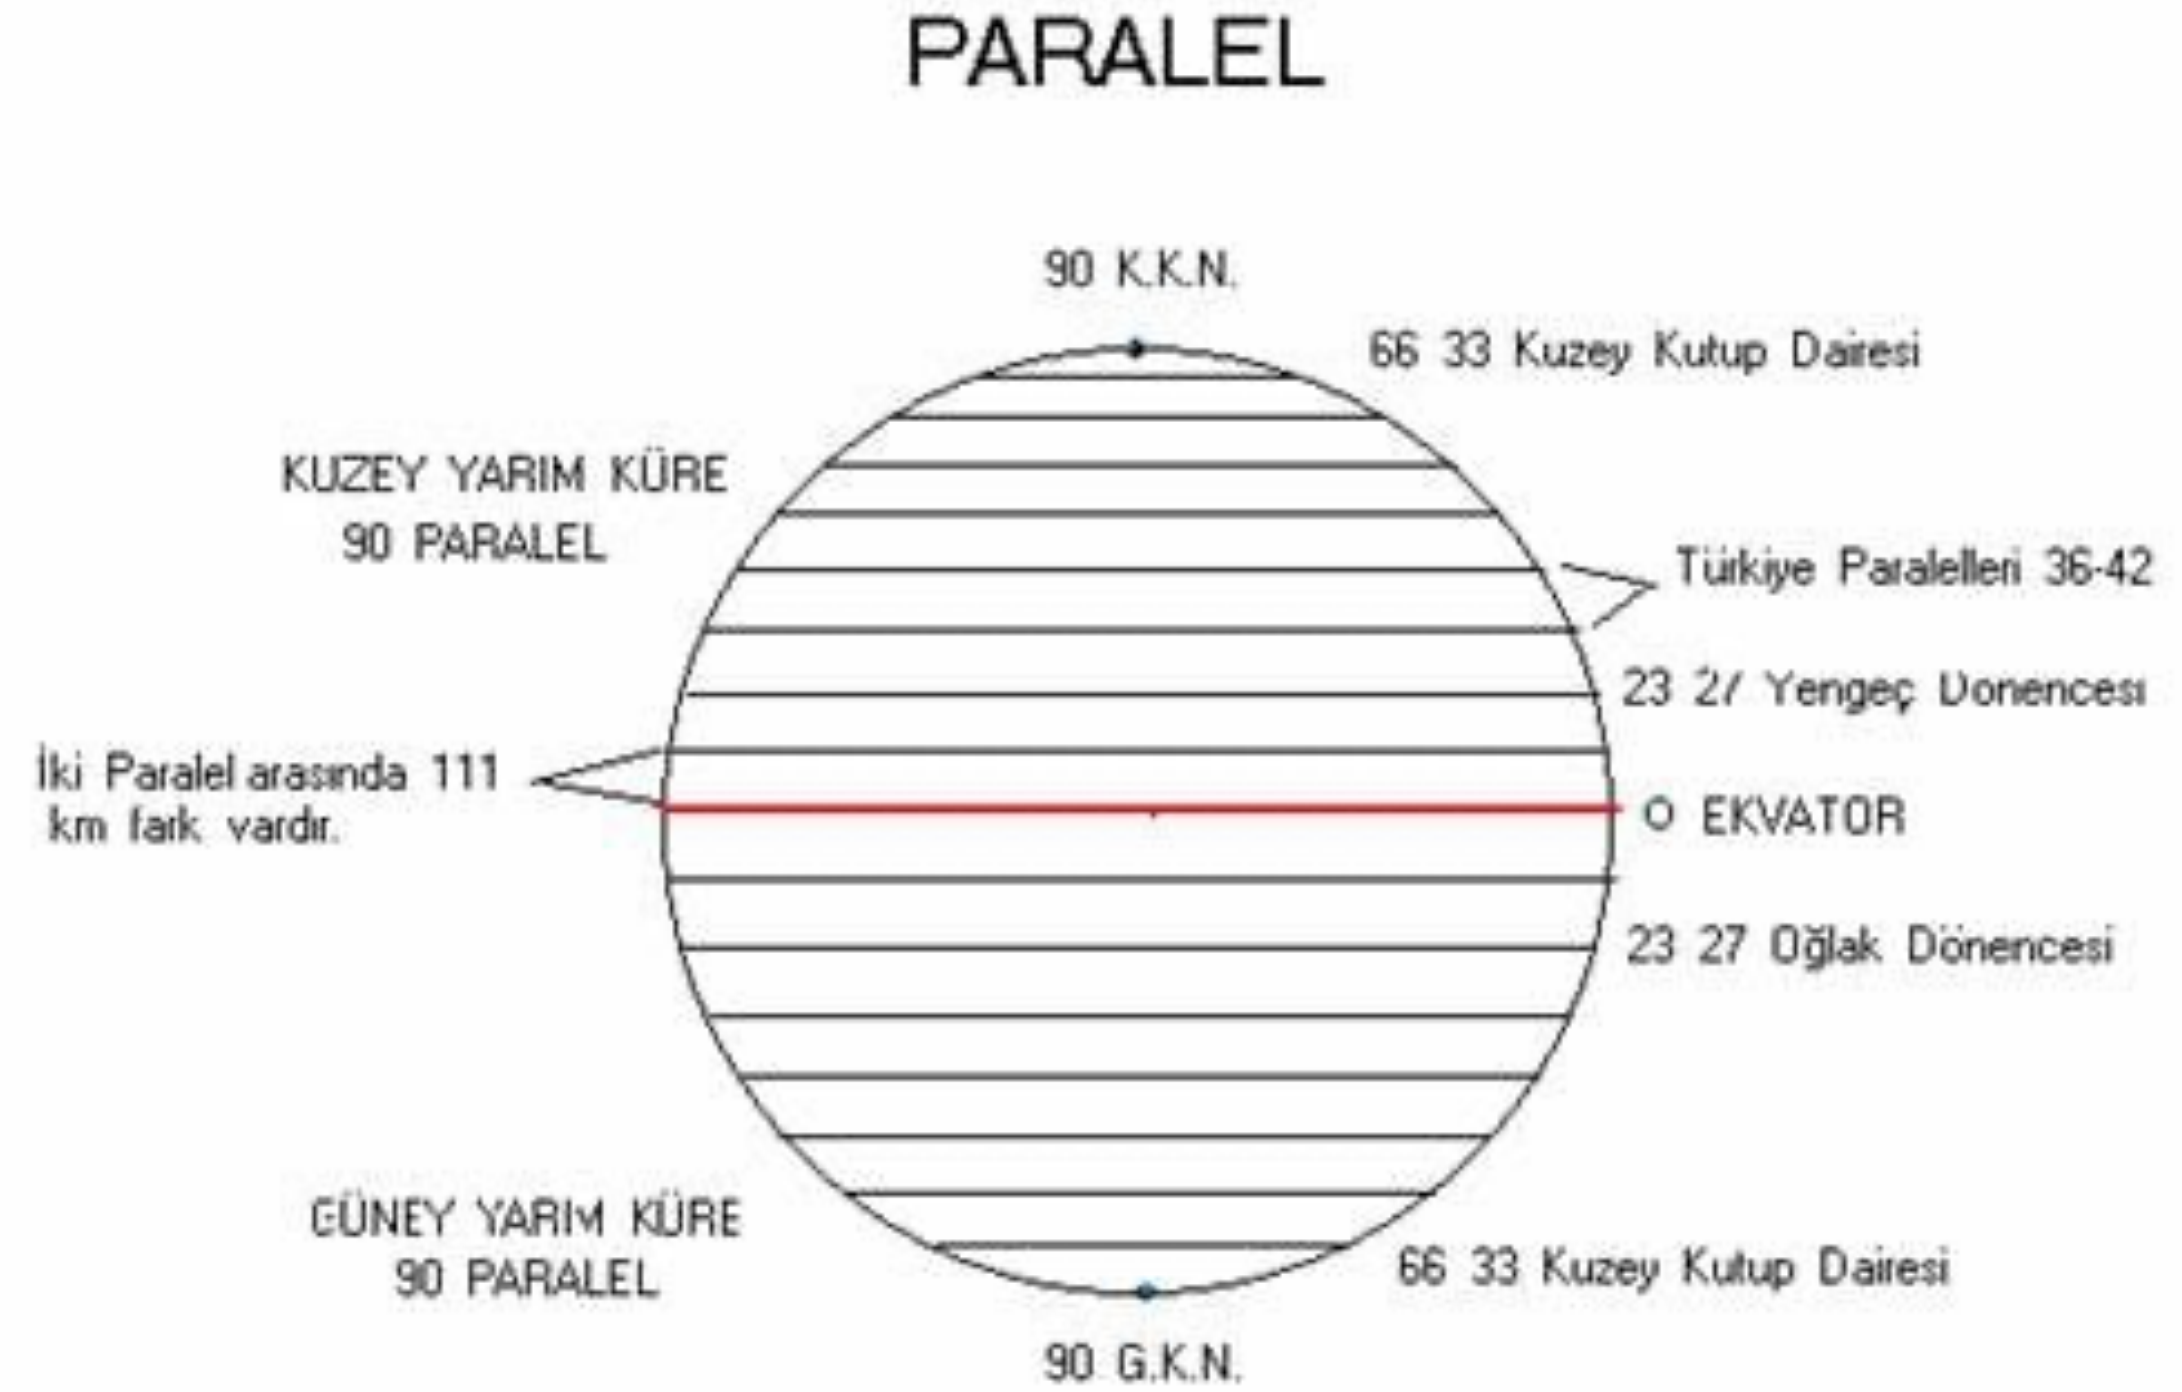 PARALEL
90 K.K.N.
66 33 Kuzey Kutup Dairesi
KUZEY YARIM KÜRE
90 PARALEL
Türkiye Paralelleri 36-42
23 27 Yengeç Dönencesi
İki Paralel arasında 111
km fark vardır.
0 EKVATOR
23 27 Oğlak Dönencesi
GÜNEY YARIM KÜRE
90 PARALEL
66 33 Kuzey Kutup Dairesi
90 G.K.N.